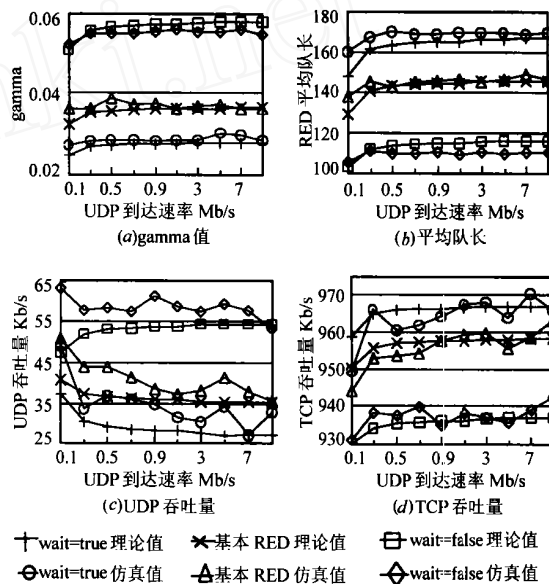 0.06
0.04
0.02
gamma
0.1 0.5 0.9 3 7
UDP 到达速率 Mb/s
(a)gamma 值
160
140
120
100
RED 平均队长
0.1 0.5 0.9 3 7
UDP 到达速率 Mb/s
(b)平均队长
65
55
45
35
25
UDP 吞吐量 Kb/s
0.1 0.5 0.9 3 7
UDP 到达速率 Mb/s
(c)UDP 吞吐量
970
960
950
940
930
TCP 吞吐量 Kb/s
0.1 0.5 0.9 3 7
UDP 到达速率 Mb/s
(d)TCP 吞吐量
wait=true 理论值 基本 RED 理论值 wait=false 理论值
wait=true 仿真值 基本 RED 仿真值 wait=false 仿真值